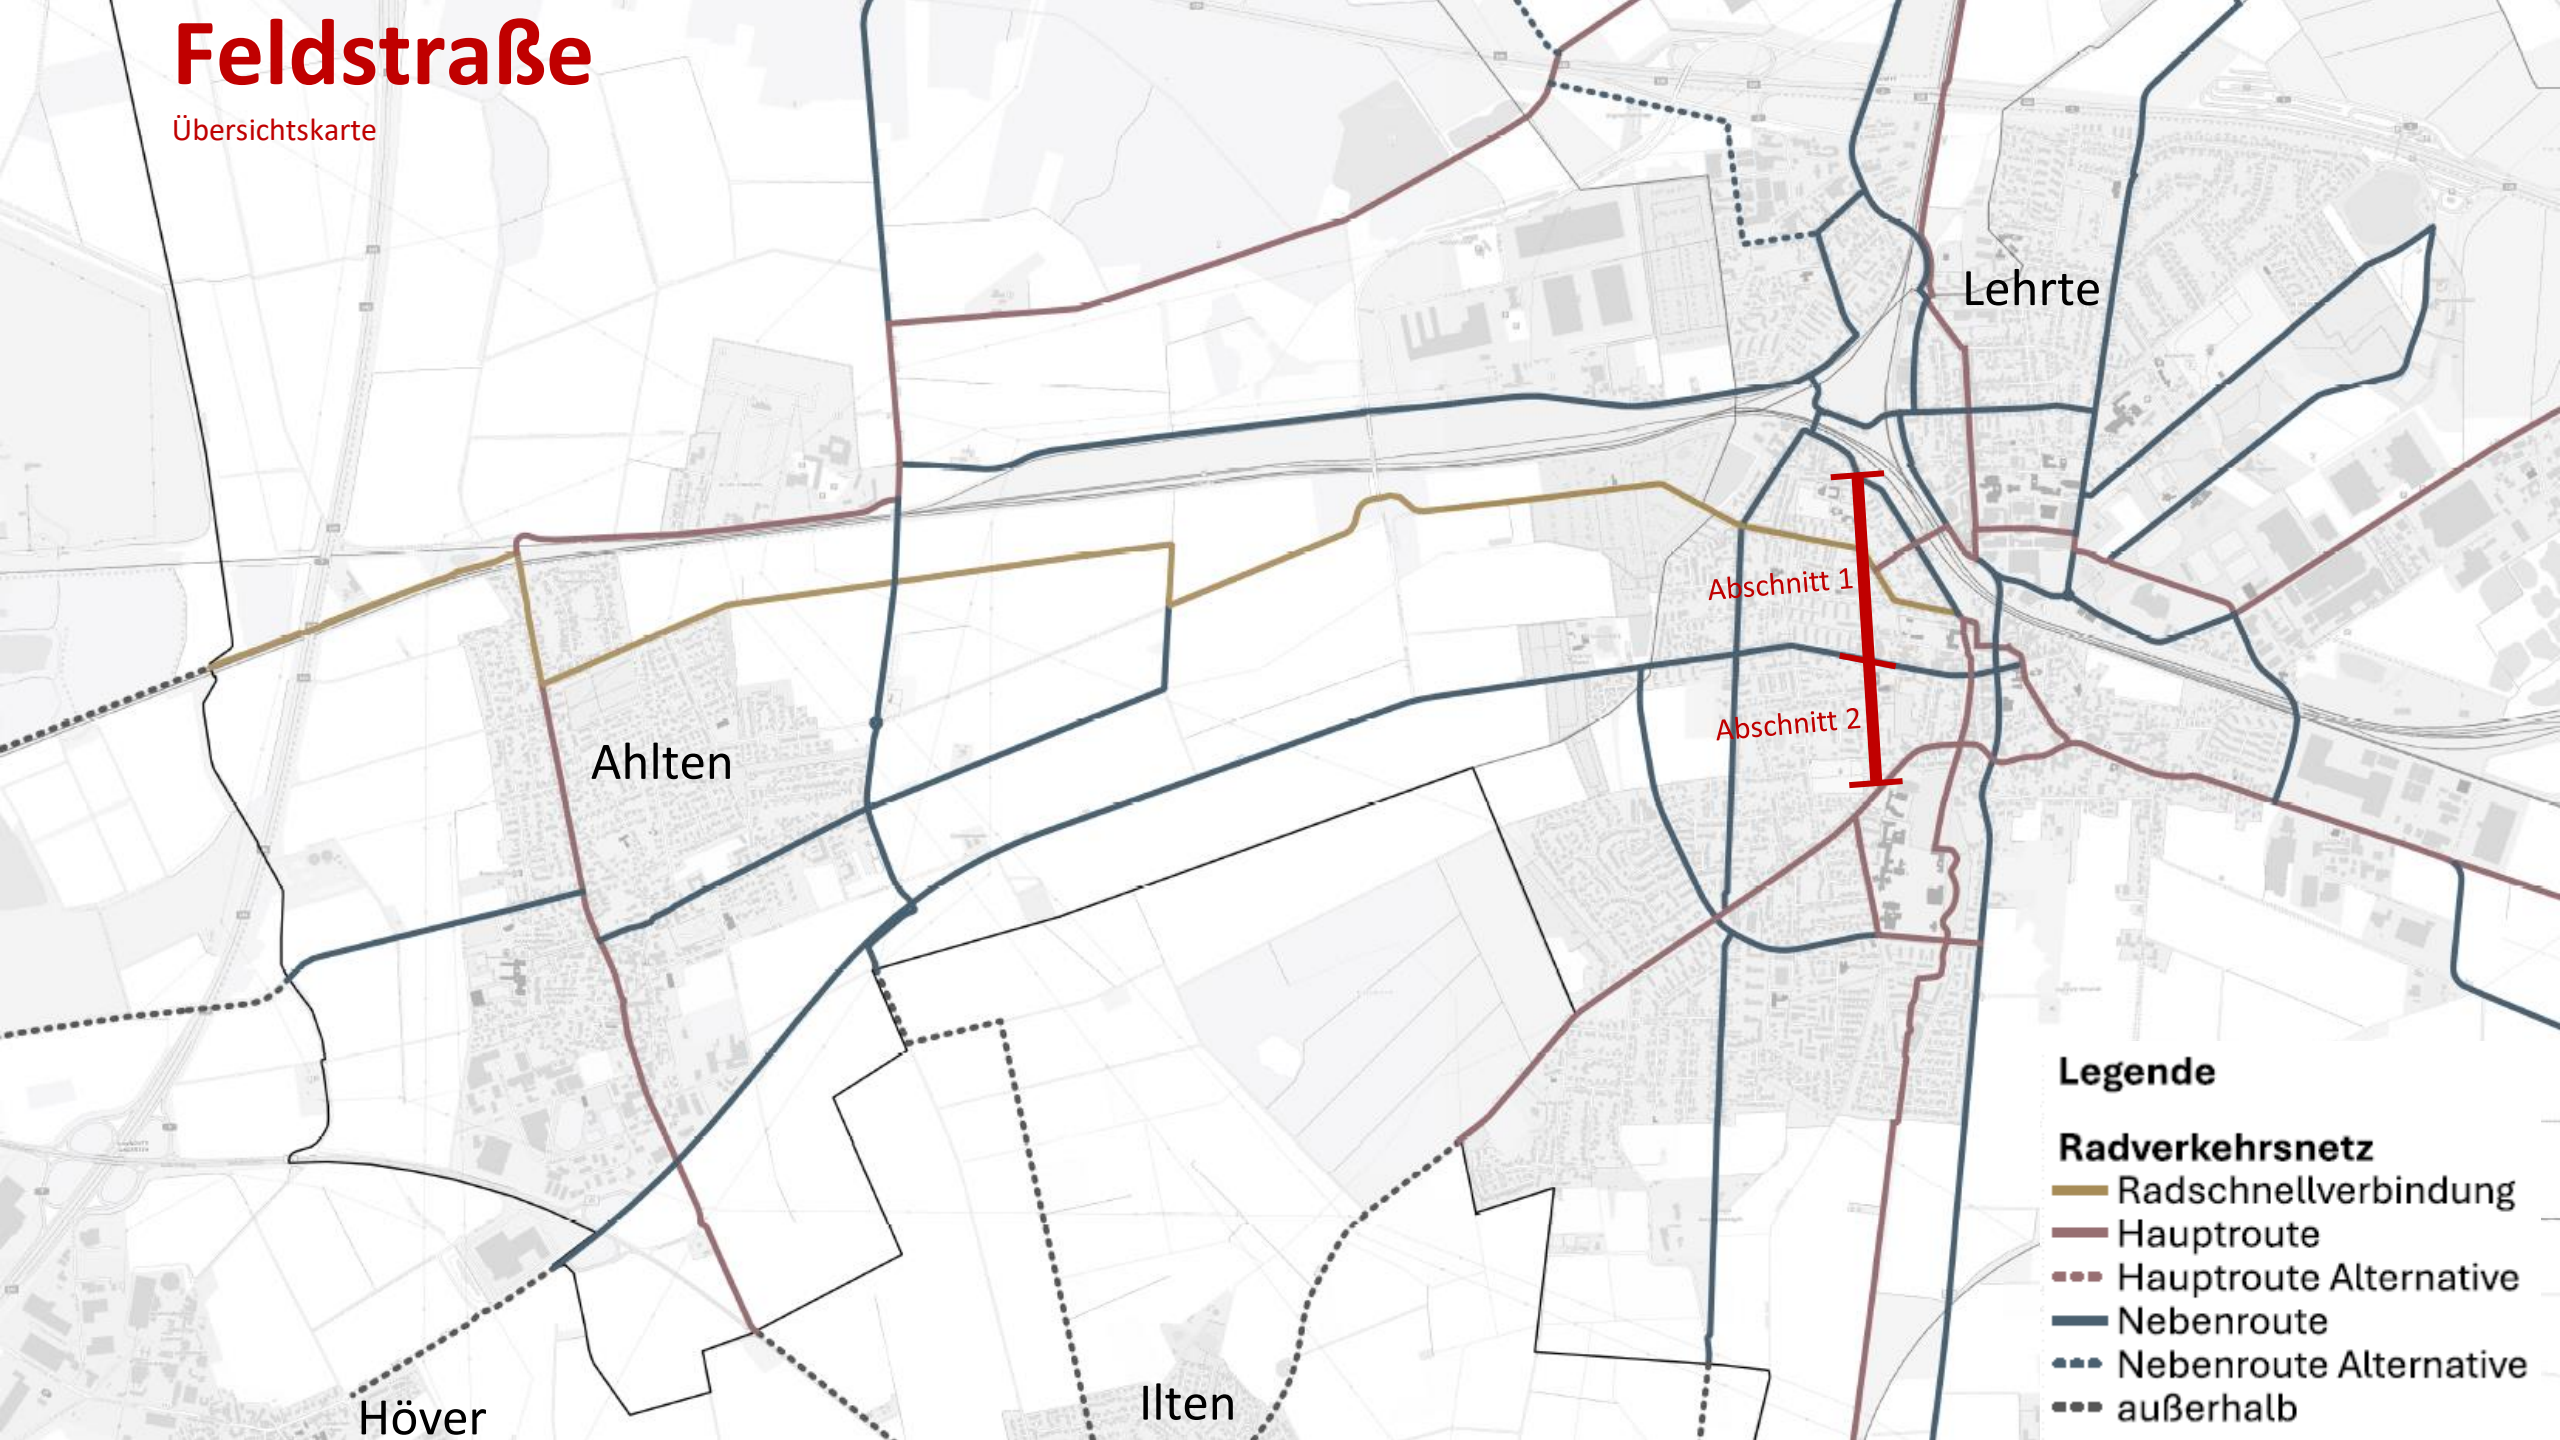 Feldstraße
Übersichtskarte
Lehrte
Abschnitt 1
Abschnitt 2
Ahlten
Höver
Ilten
Legende
Radverkehrsnetz
Radschnellverbindung
Hauptroute
Hauptroute Alternative
Nebenroute
Nebenroute Alternative
außerhalb